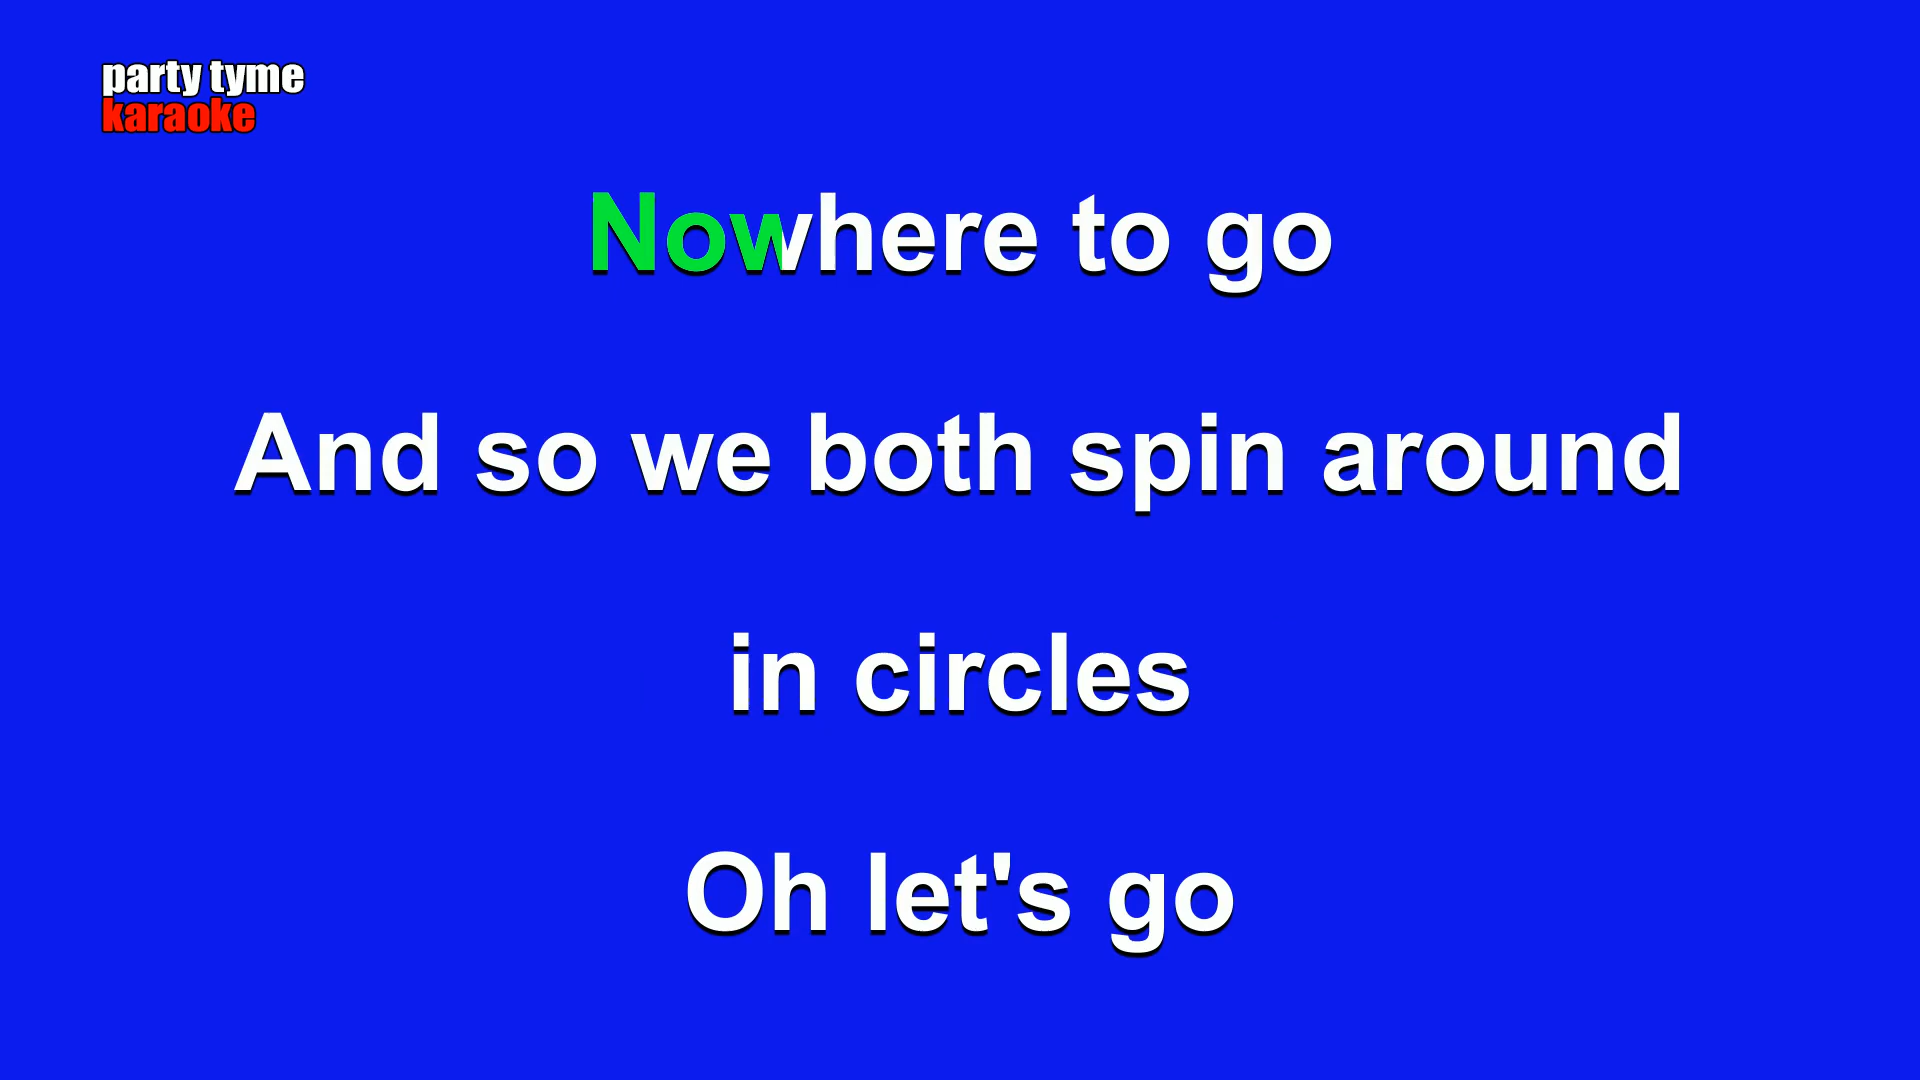 party tyme
karaoke
Nowhere to go
And so we both spin around
in circles
Oh let's go